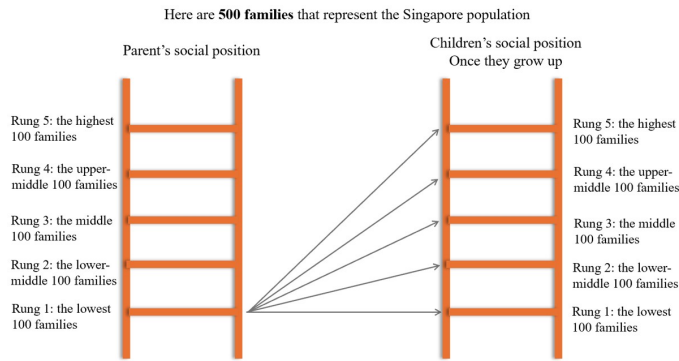 Here are 500 families that represent the Singapore population
Parent's social position
Children's social position
Once they grow up
Rung 5: the highest
100 families
Rung 4: the upper-
middle 100 families
Rung 3: the middle
100 families
Rung 2: the lower-
middle 100 families
Rung 1: the lowest
100 families
Rung 5: the highest
100 families
Rung 4: the upper-
middle 100 families
Rung 3: the middle
100 families
Rung 2: the lower-
middle 100 families
Rung 1: the lowest
100 families